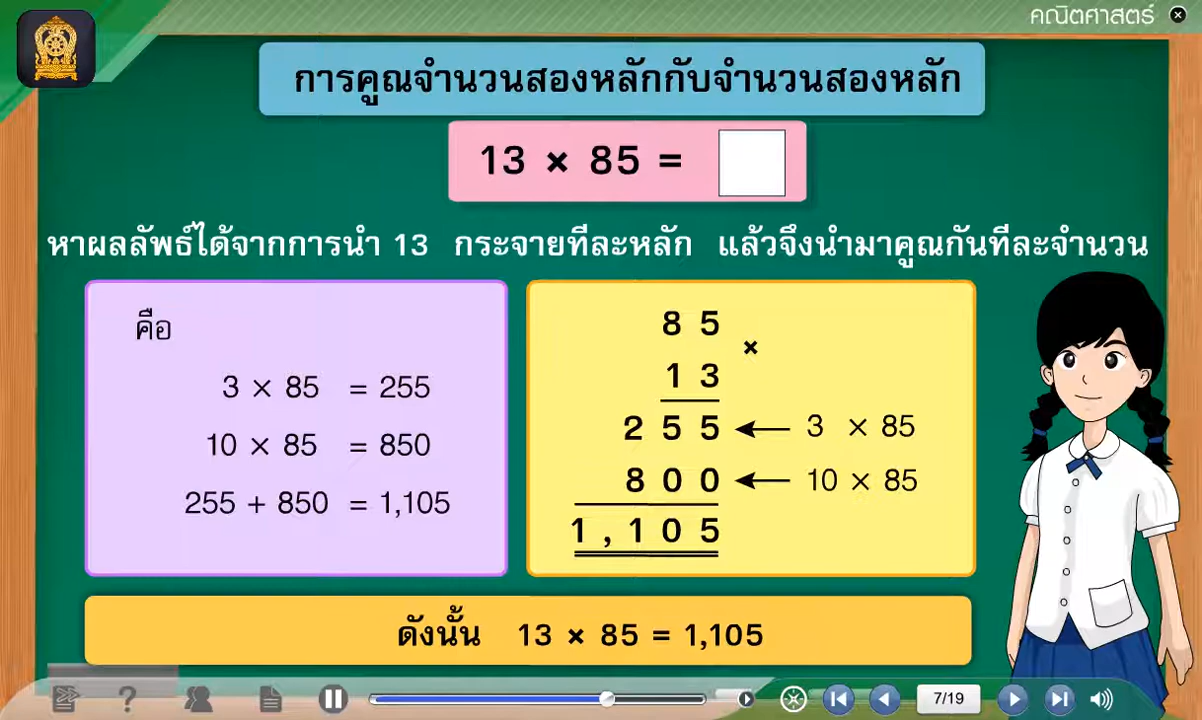 คณิตศาสตร์
การคูณจำนวนสองหลักกับจำนวนสองหลัก
13 × 85 =
หาผลลัพธ์ได้จากการนำ 13 กระจายทีละหลัก แล้วจึงนำมาคูณกันทีละจำนวน
คือ
3 × 85 = 255
10 × 85 = 850
255 + 850 = 1,105
8 5
×
1 3
2 5 5 ← 3 × 85
8 0 0 ← 10 × 85
1 , 1 0 5
ดังนั้น 13 × 85 = 1,105
7/19